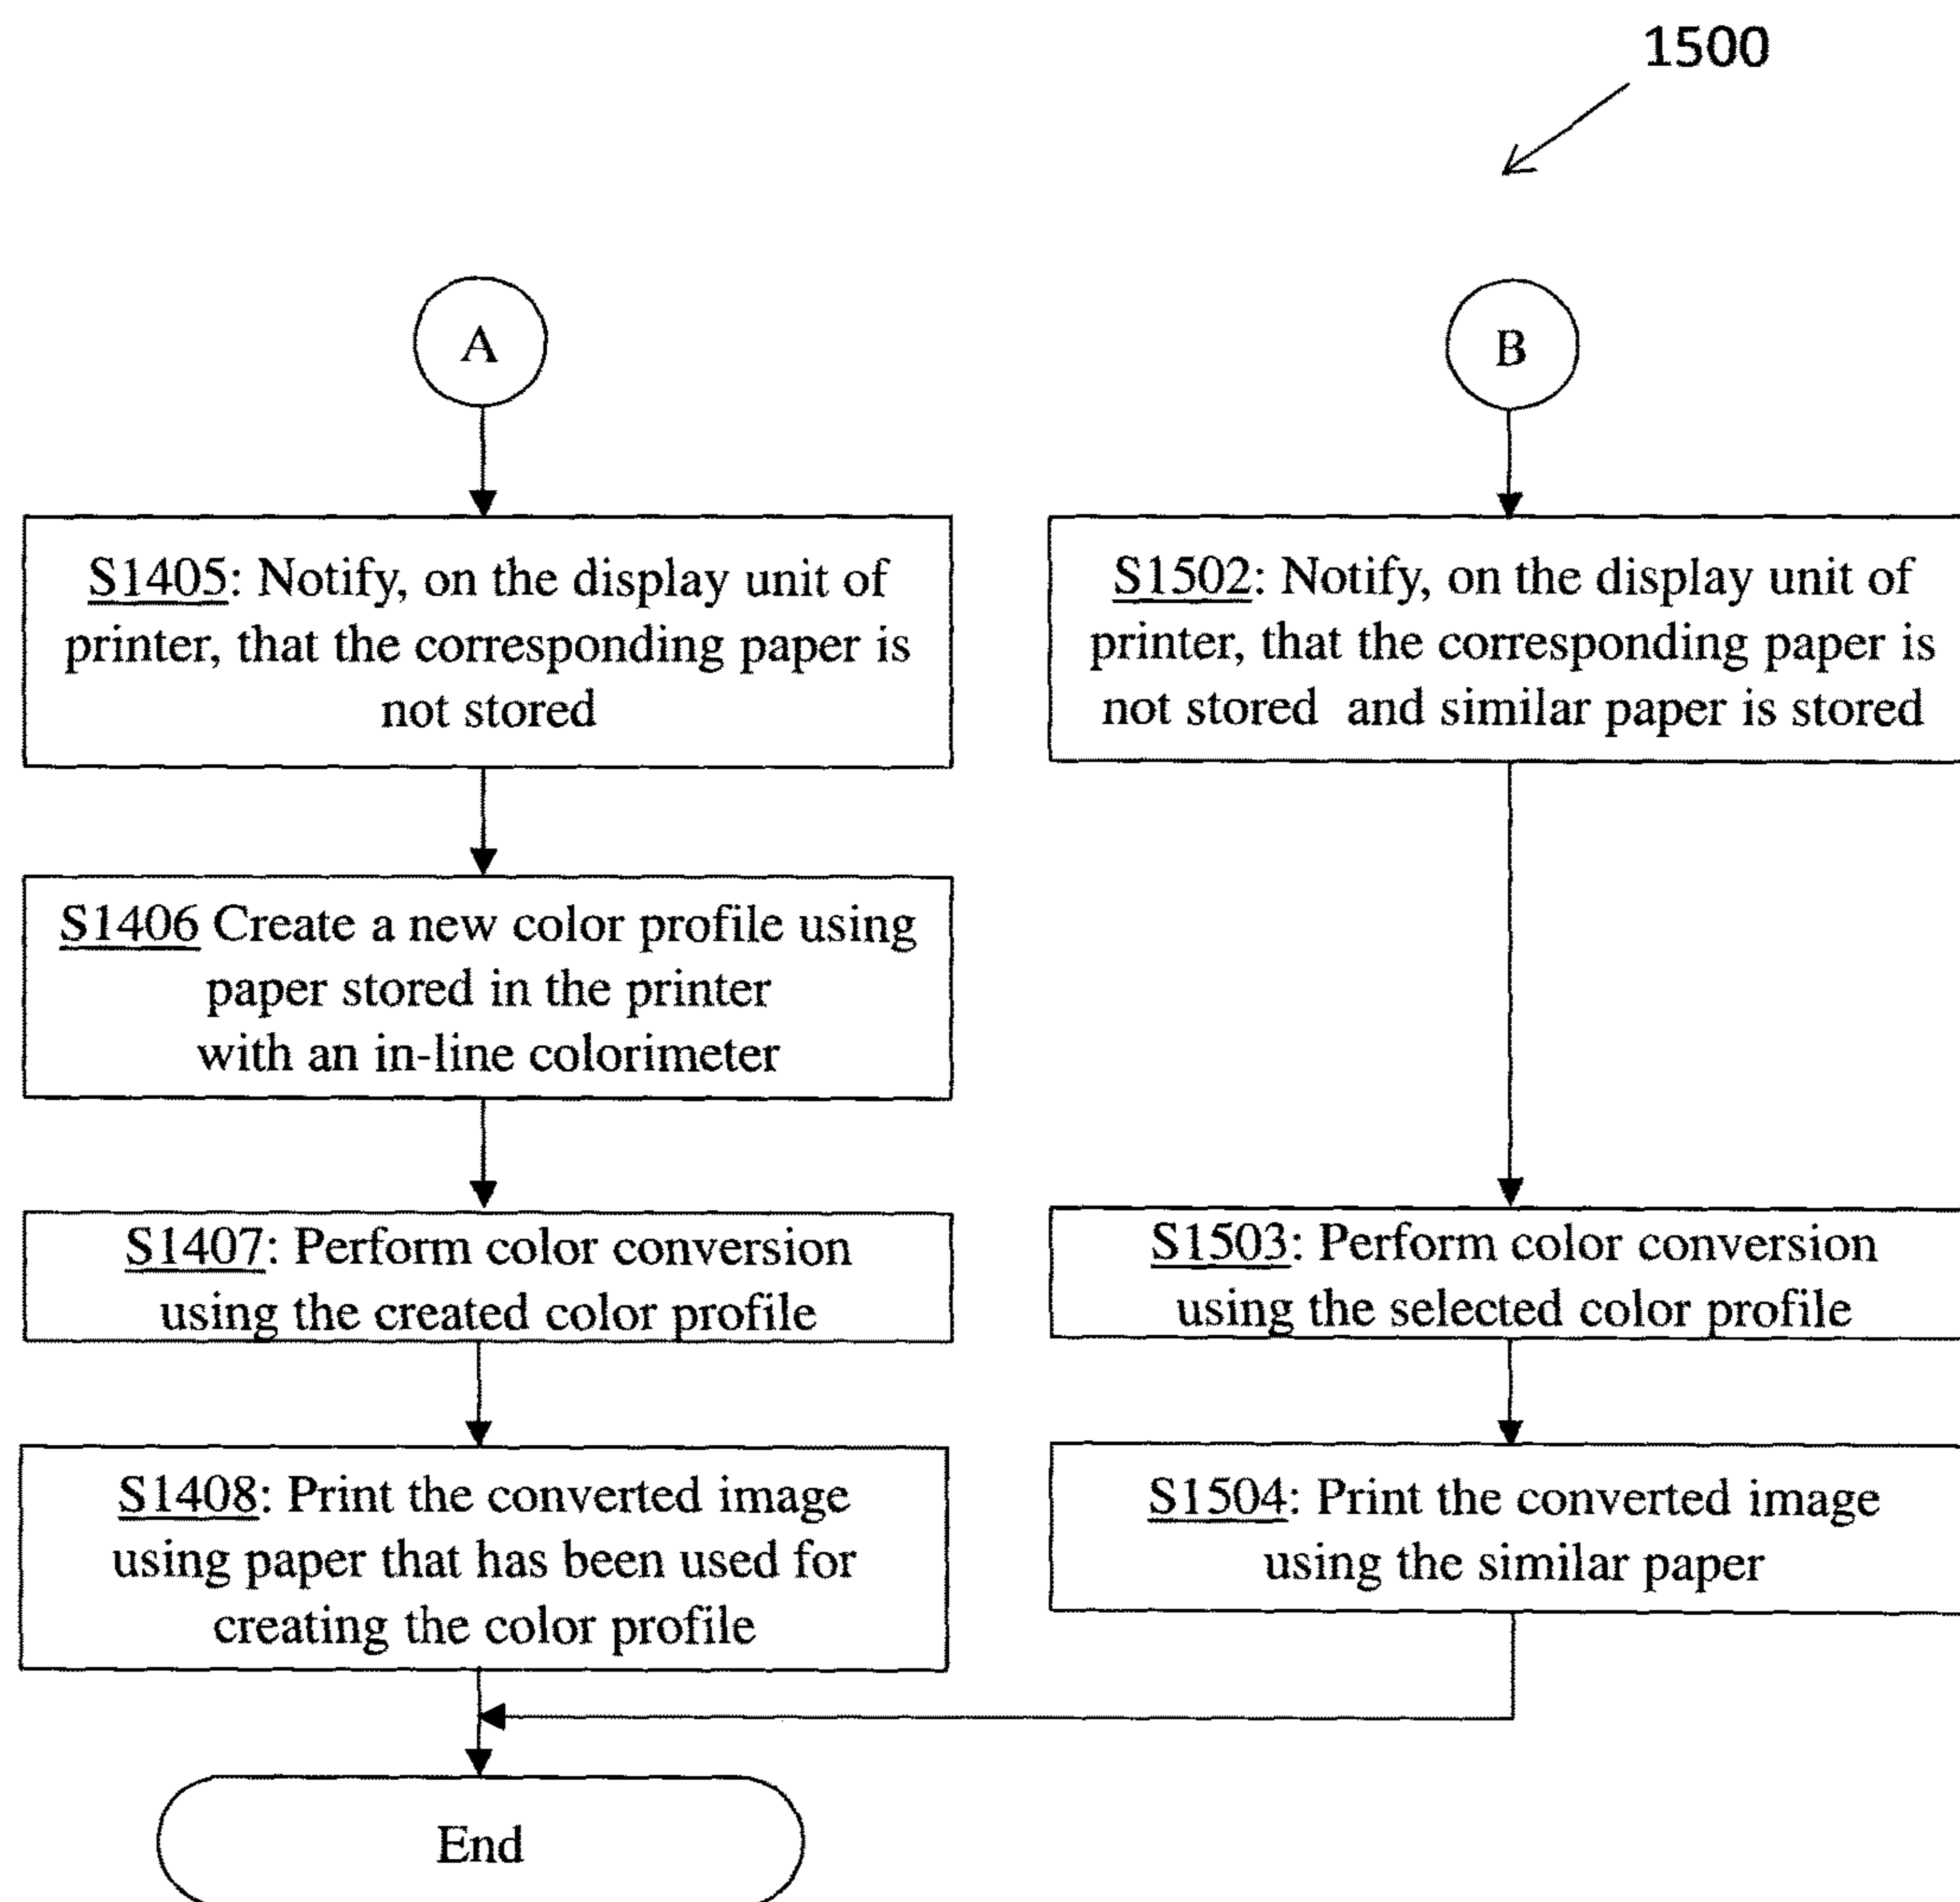 1500
A
S1405: Notify, on the display unit of
printer, that the corresponding paper is
not stored
S1406 Create a new color profile using
paper stored in the printer
with an in-line colorimeter
S1407: Perform color conversion
using the created color profile
S1408: Print the converted image
using paper that has been used for
creating the color profile
End
B
S1502: Notify, on the display unit of
printer, that the corresponding paper is
not stored and similar paper is stored
S1503: Perform color conversion
using the selected color profile
S1504: Print the converted image
using the similar paper